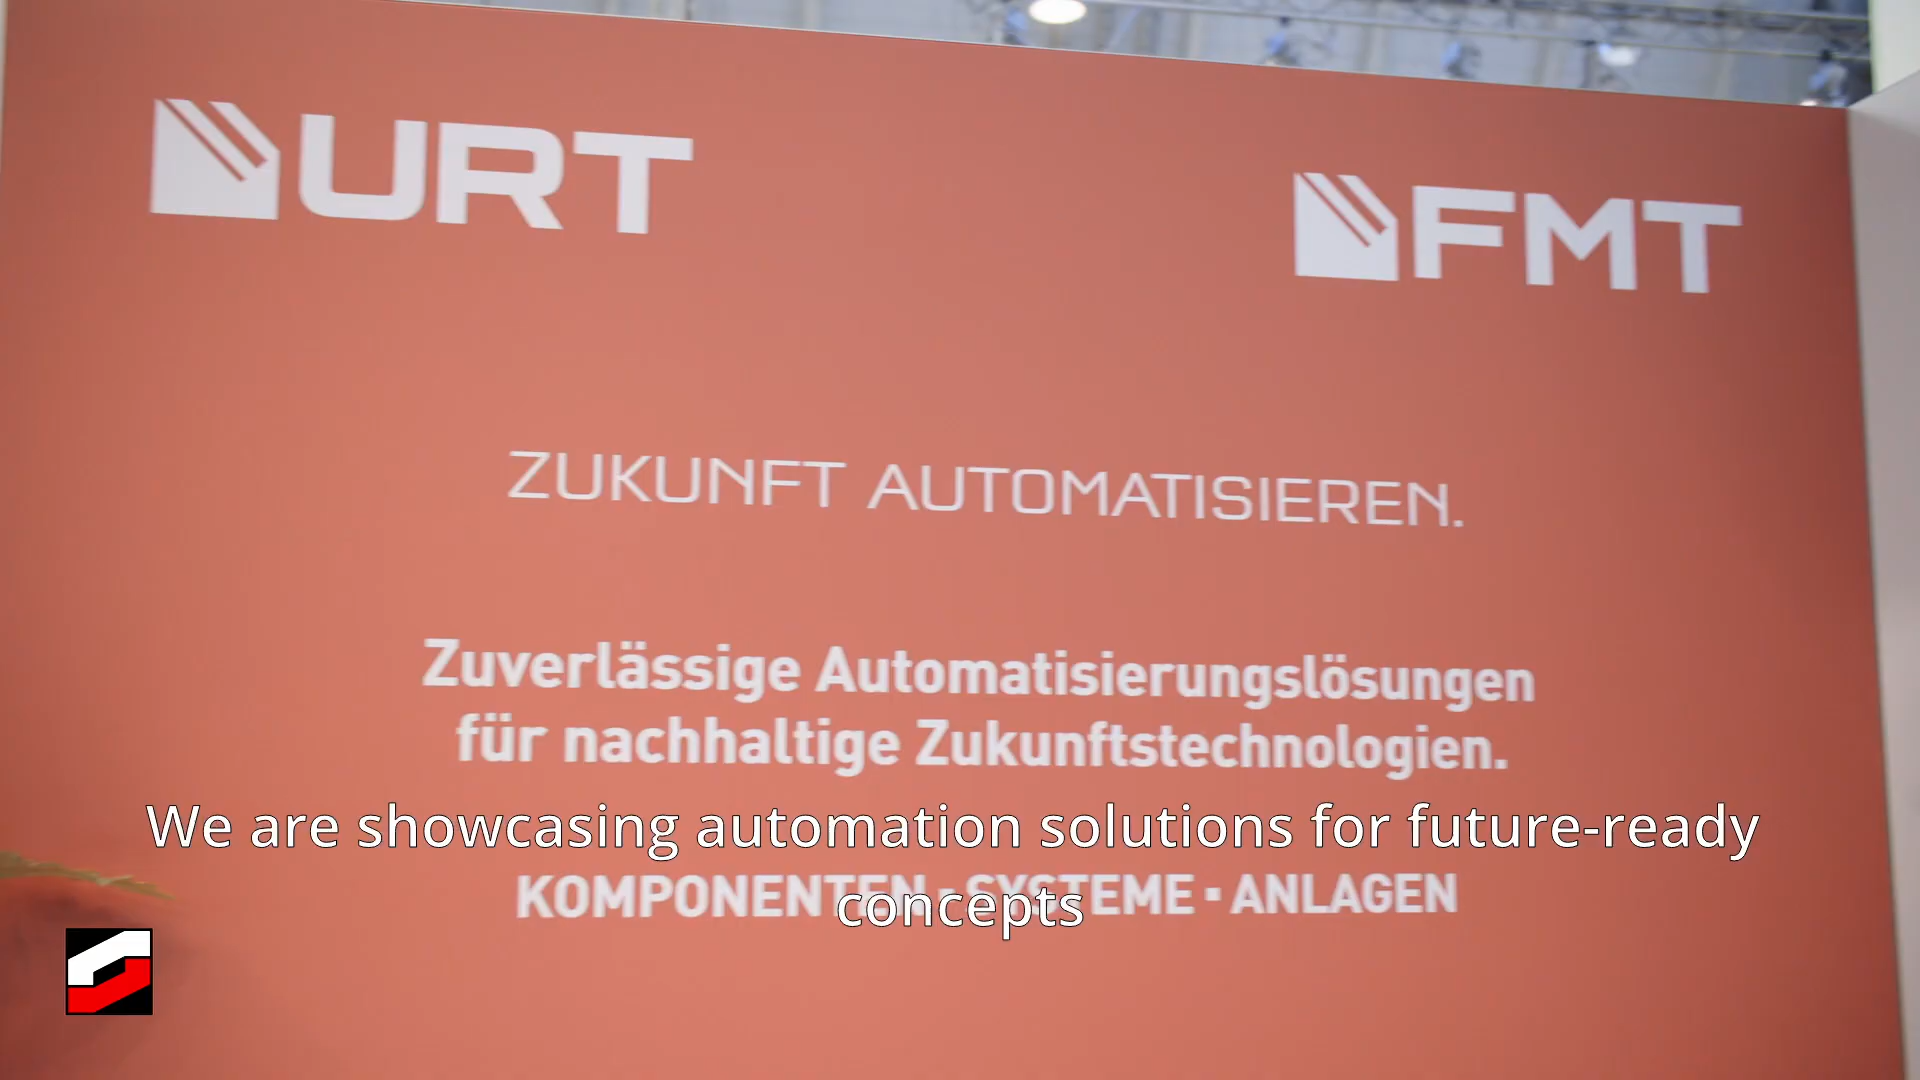 URT
FMT
ZUKUNFT AUTOMATISIEREN.
Zuverlässige Automatisierungslösungen
für nachhaltige Zukunftstechnologien.
We are showcasing automation solutions for future-ready
concepts
KOMPONENTEN ▪ SYSTEME ▪ ANLAGEN